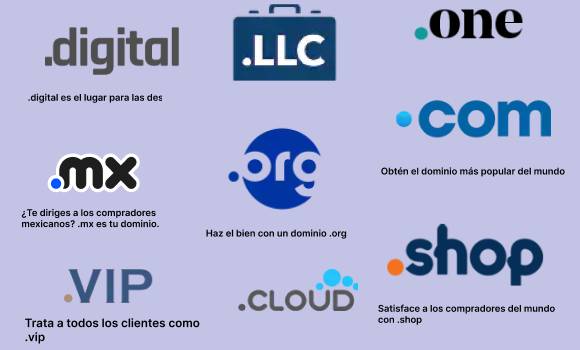 .digital
.digital es el lugar para las des
.LLC
.one
.com
Obtén el dominio más popular del mundo
.mx
¿Te diriges a los compradores
mexicanos? .mx es tu dominio.
.org
Haz el bien con un dominio .org
.shop
Satisface a los compradores del mundo
con .shop
.VIP
Trata a todos los clientes como
.vip
.CLOUD